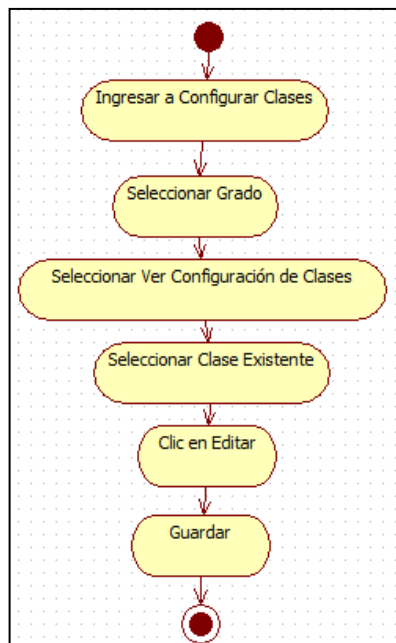 Ingresar a Configurar Clases
Seleccionar Grado
Seleccionar Ver Configuración de Clases
Seleccionar Clase Existente
Clic en Editar
Guardar